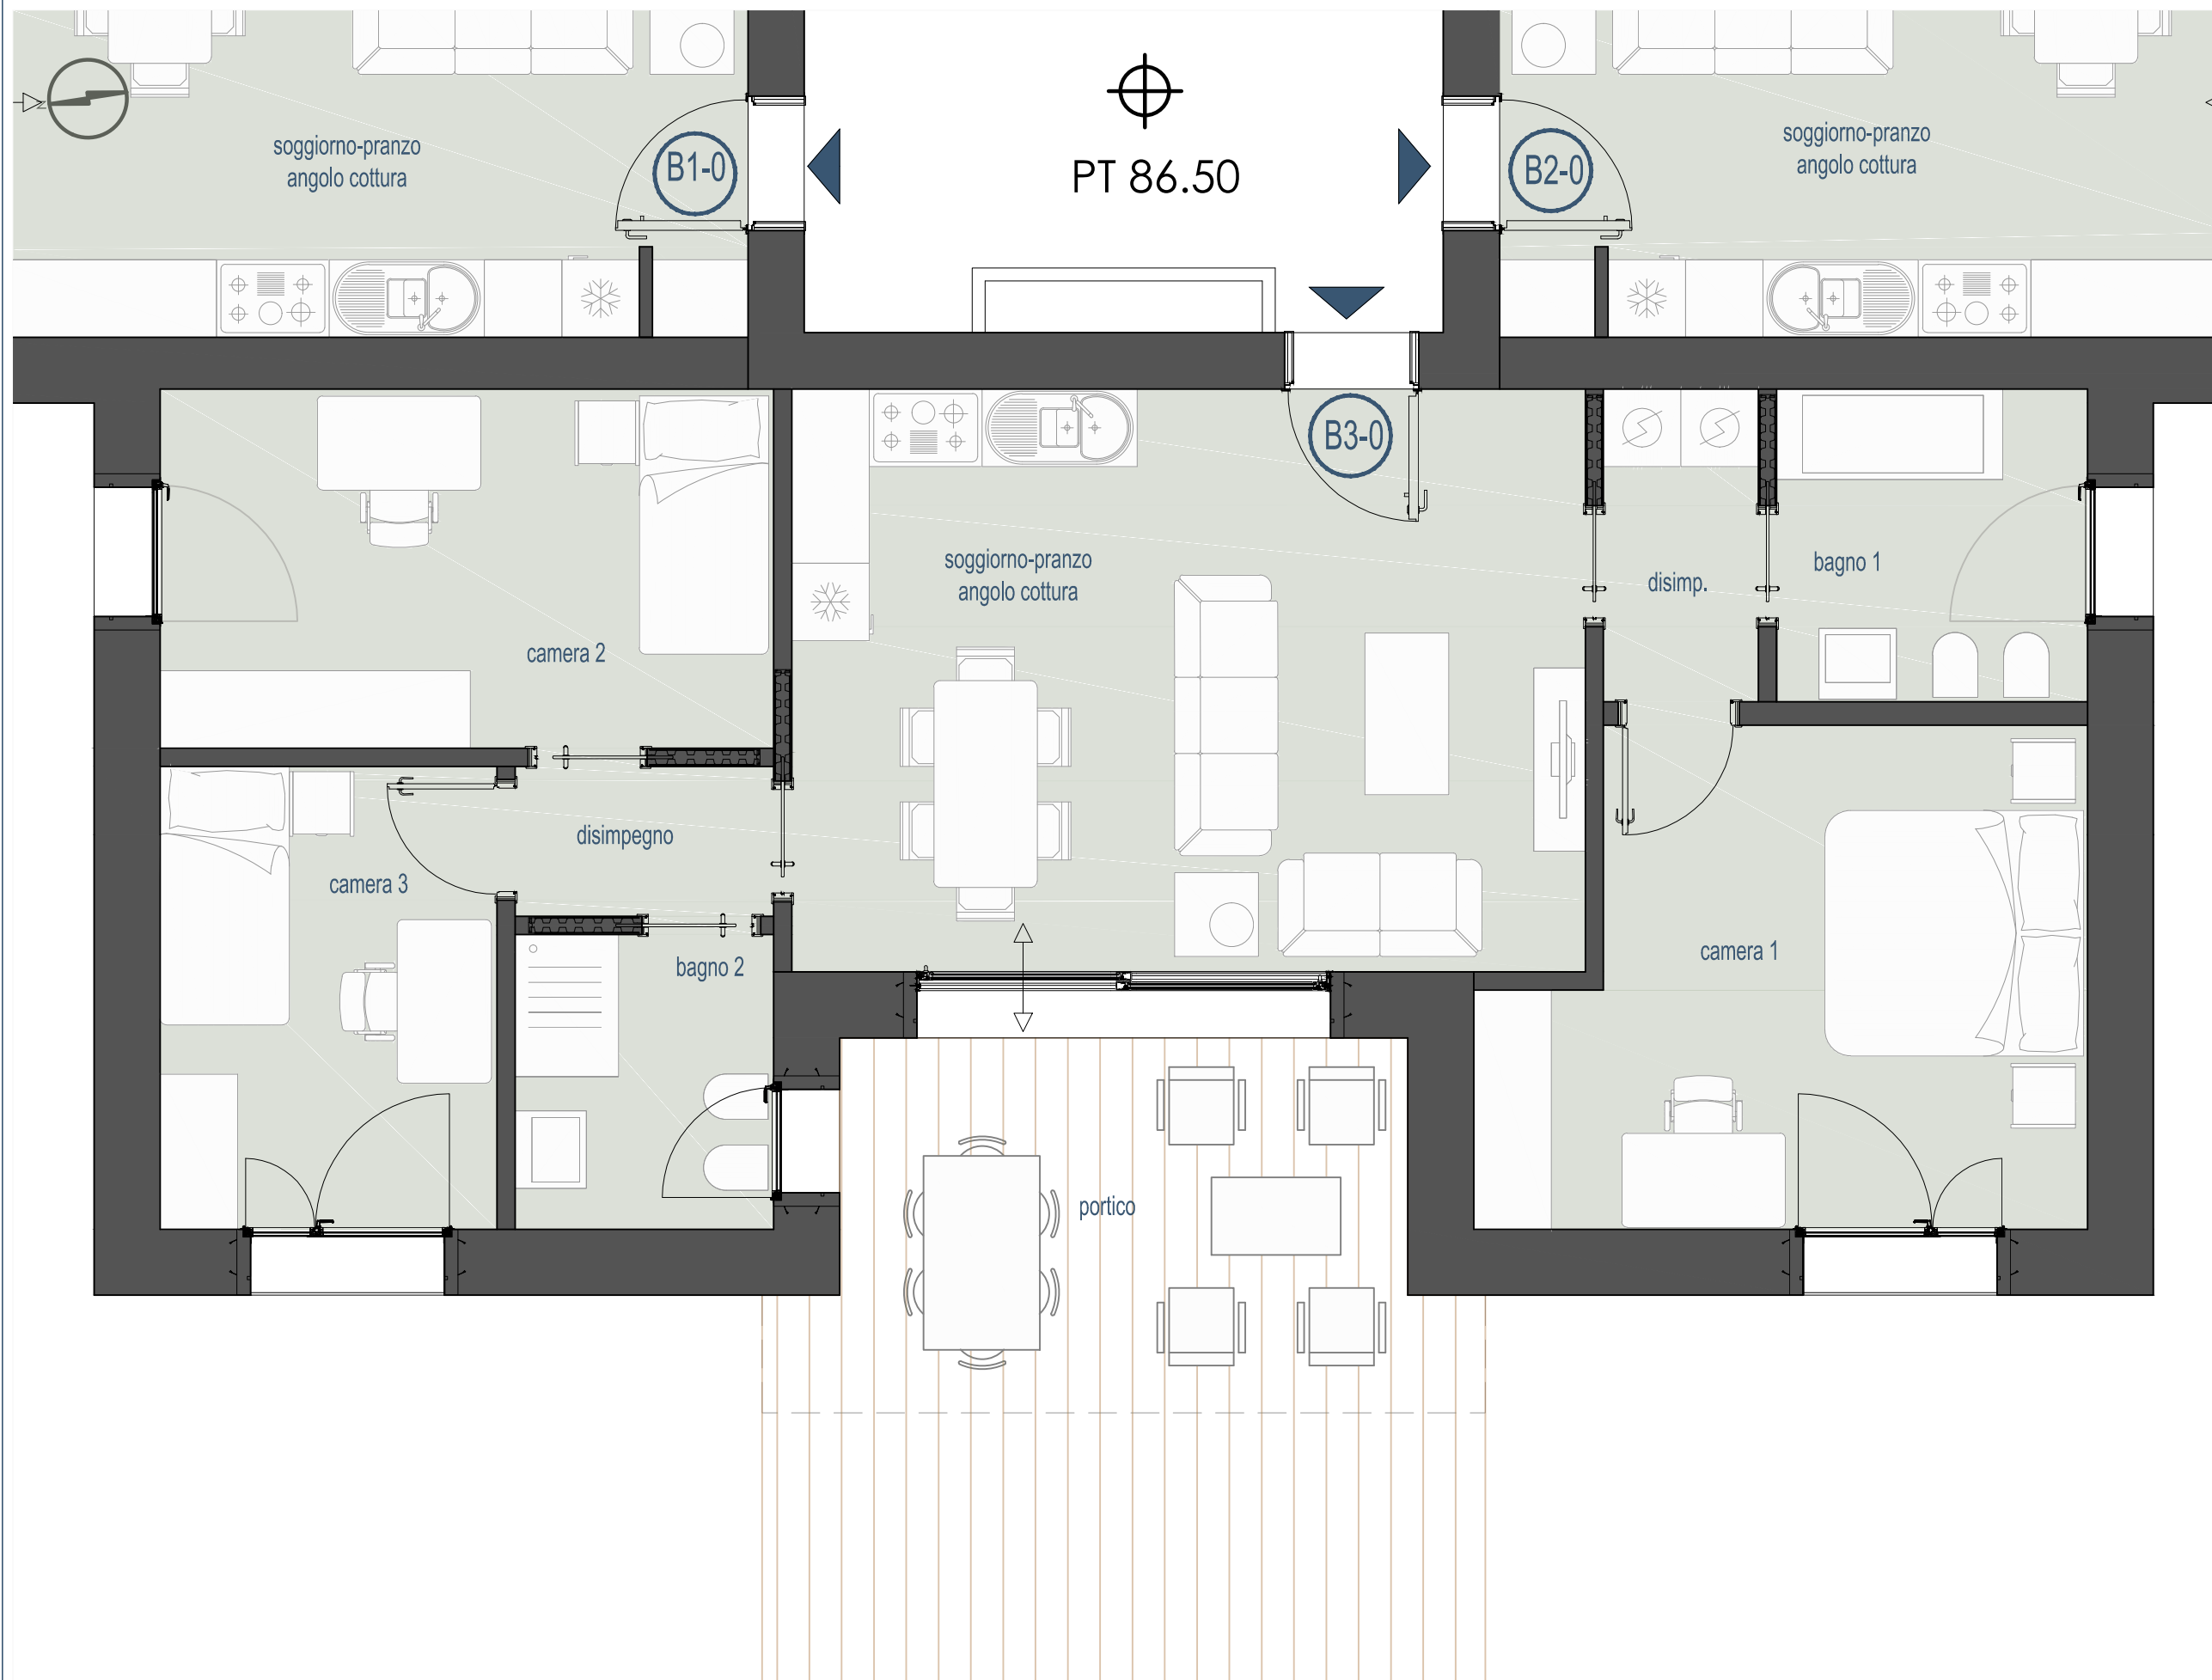 soggiorno-pranzo
angolo cottura
B1-0
PT 86.50
B2-0
soggiorno-pranzo
angolo cottura
N
B3-0
soggiorno-pranzo
angolo cottura
disimp.
bagno 1
camera 2
disimpegno
camera 3
bagno 2
camera 1
portico